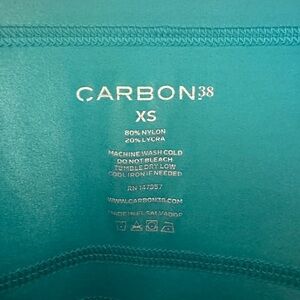 CARBON38
XS
80% NYLON
20% LYCRA
MACHINE WASH COLD
DO NOT BLEACH
TUMBLE DRY LOW
COOL IRON IF NEEDED
RN 147957
WWW.CARBON38.COM
MADE IN EL SALVADOR